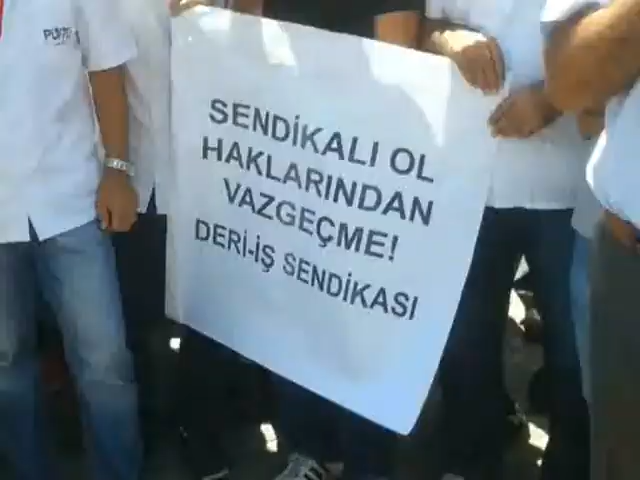 SENDİKALI OL
HAKLARINDAN
VAZGEÇME!
DERİ-İŞ SENDİKASI